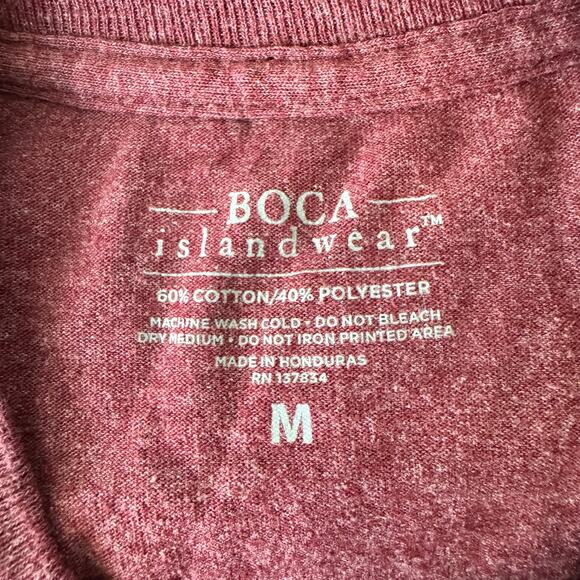 BOCA
islandwear™
60% COTTON/40% POLYESTER
MACHINE WASH COLD • DO NOT BLEACH
DRY MEDIUM • DO NOT IRON PRINTED AREA
MADE IN HONDURAS
RN 137834
M